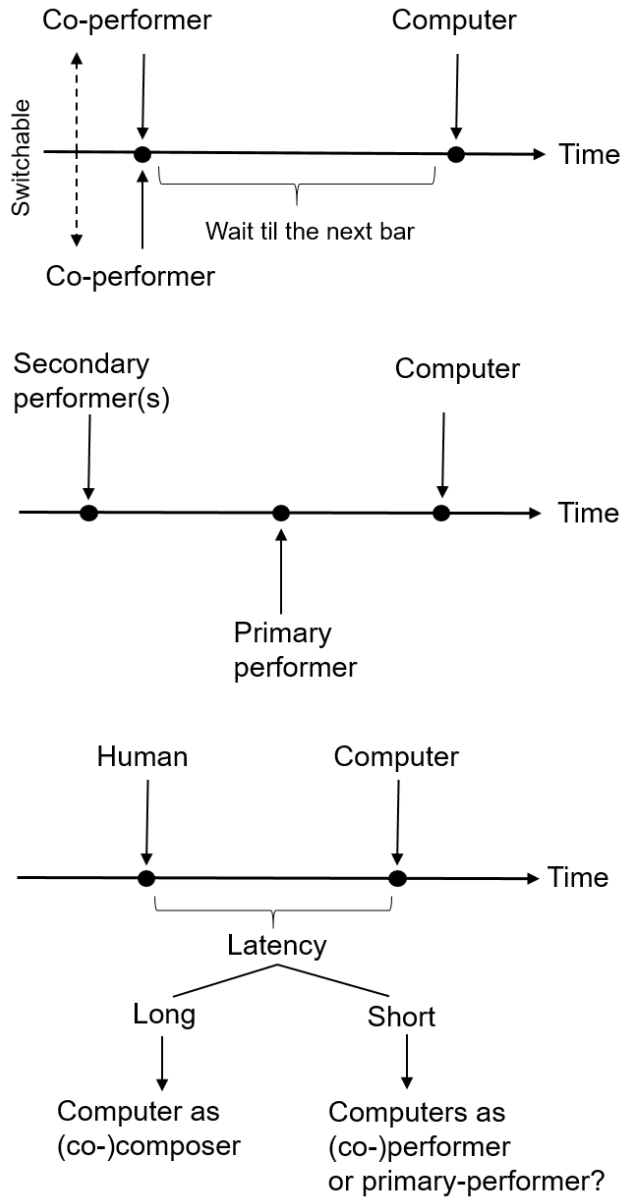 Co-performer
Computer
Switchable
Time
Wait til the next bar
Co-performer
Secondary
performer(s)
Computer
Time
Primary
performer
Human
Computer
Time
Latency
Long
Short
Computer as
(co-)composer
Computers as
(co-)performer
or primary-performer?